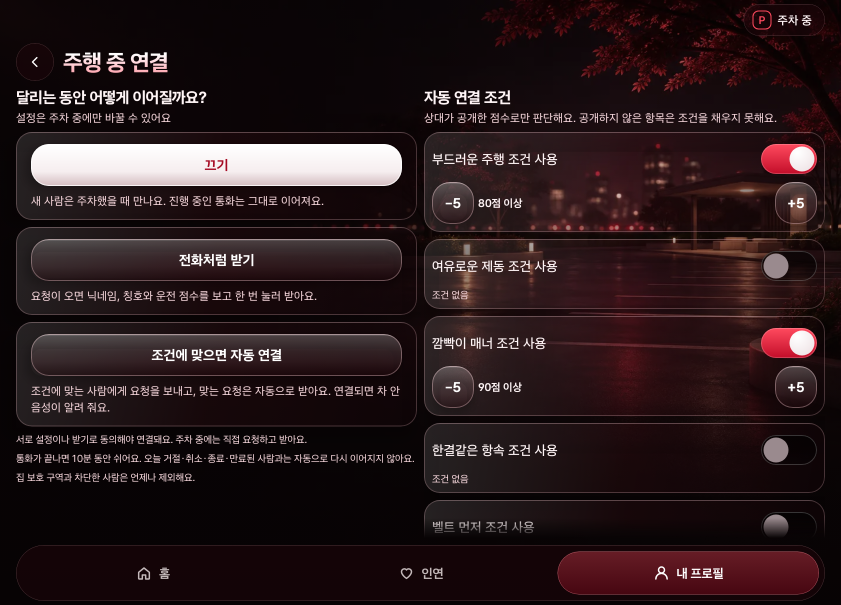 P 주차 중
주행 중 연결
달리는 동안 어떻게 이어질까요?
설정은 주차 중에만 바꿀 수 있어요
끄기
새 사람은 주차했을 때 만나요. 진행 중인 통화는 그대로 이어져요.
전화처럼 받기
요청이 오면 닉네임, 칭호와 운전 점수를 보고 한 번 눌러 받아요.
조건에 맞으면 자동 연결
조건에 맞는 사람에게 요청을 보내고, 맞는 요청은 자동으로 받아요. 연결되면 차 안
음성이 알려 줘요.
서로 설정이나 받기로 동의해야 연결돼요. 주차 중에는 직접 요청하고 받아요.
통화가 끝나면 10분 동안 쉬어요. 오늘 거절·취소·종료·만료된 사람과는 자동으로 다시 이어지지 않아요.
집 보호 구역과 차단한 사람은 언제나 제외해요.
자동 연결 조건
상대가 공개한 점수로만 판단해요. 공개하지 않은 항목은 조건을 채우지 못해요.
부드러운 주행 조건 사용
−5 80점 이상 +5
여유로운 제동 조건 사용
조건 없음
깜빡이 매너 조건 사용
−5 90점 이상 +5
한결같은 항속 조건 사용
조건 없음
벨트 먼저 조건 사용
홈 인연 내 프로필